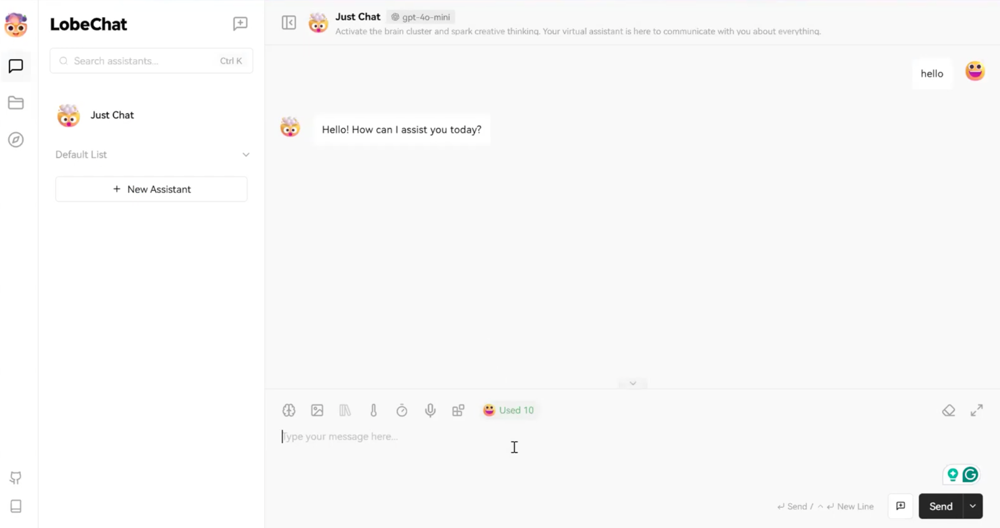 LobeChat
Search assistants...
Ctrl K
Just Chat
Default List
+ New Assistant
Just Chat
gpt-4o-mini
Activate the brain cluster and spark creative thinking. Your virtual assistant is here to communicate with you about everything.
hello
Hello! How can I assist you today?
Used 10
Type your message here...
↵ Send / ^ ↵ New Line
Send